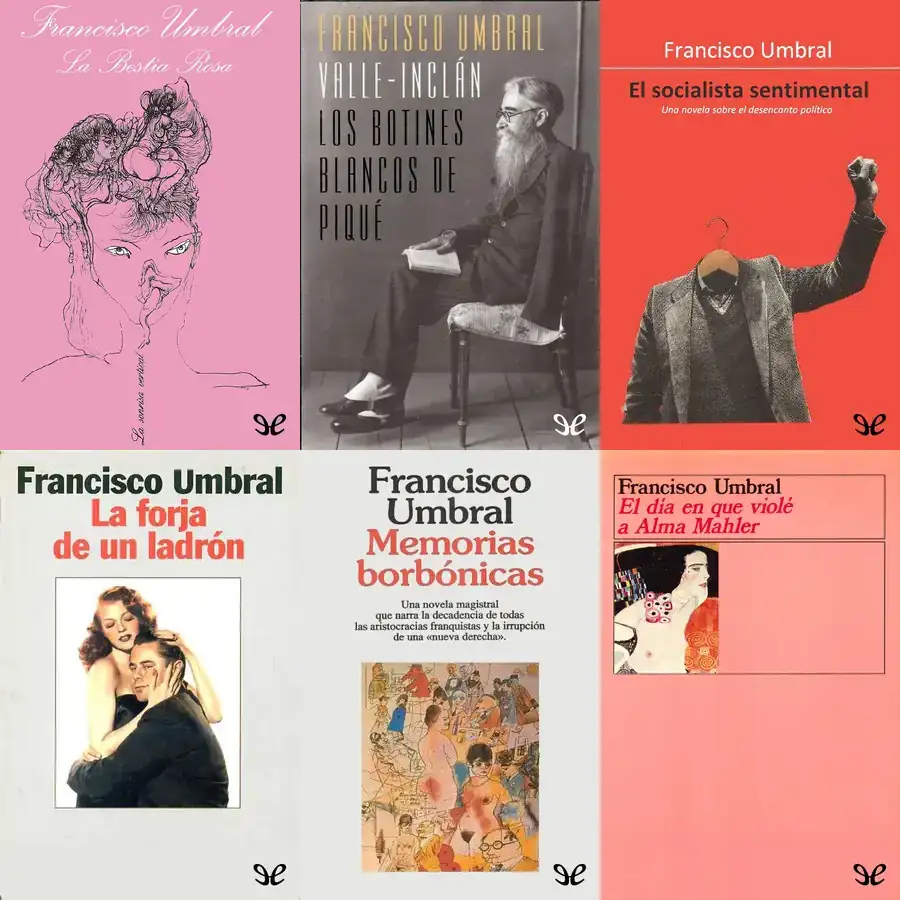 Francisco Umbral
La Bestia Rosa
La sonrisa vertical
FRANCISCO UMBRAL
VALLE-INCLÁN
LOS BOTINES
BLANCOS DE
PIQUÉ
Francisco Umbral
El socialista sentimental
Una novela sobre el desencanto político
Francisco Umbral
La forja
de un ladrón
Francisco
Umbral
Memorias
borbónicas
Una novela magistral
que narra la decadencia de todas
las aristocracias franquistas y la irrupción
de una «nueva derecha».
Francisco Umbral
El día en que violé
a Alma Mahler